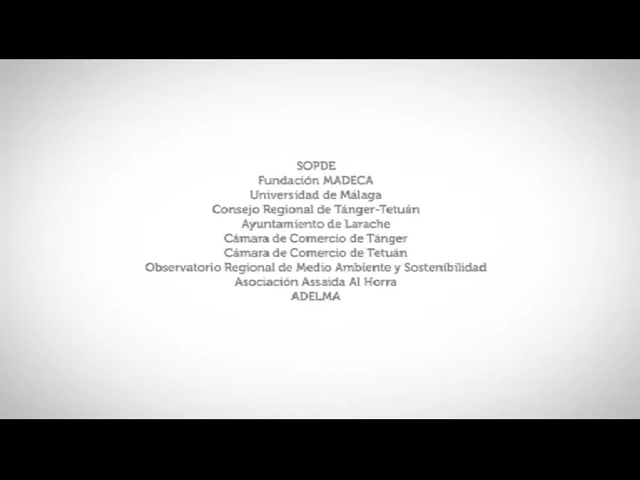 SOPDE
Fundación MADECA
Universidad de Málaga
Consejo Regional de Tánger-Tetuán
Ayuntamiento de Larache
Cámara de Comercio de Tánger
Cámara de Comercio de Tetuán
Observatorio Regional de Medio Ambiente y Sostenibilidad
Asociación Assaida Al Horra
ADELMA